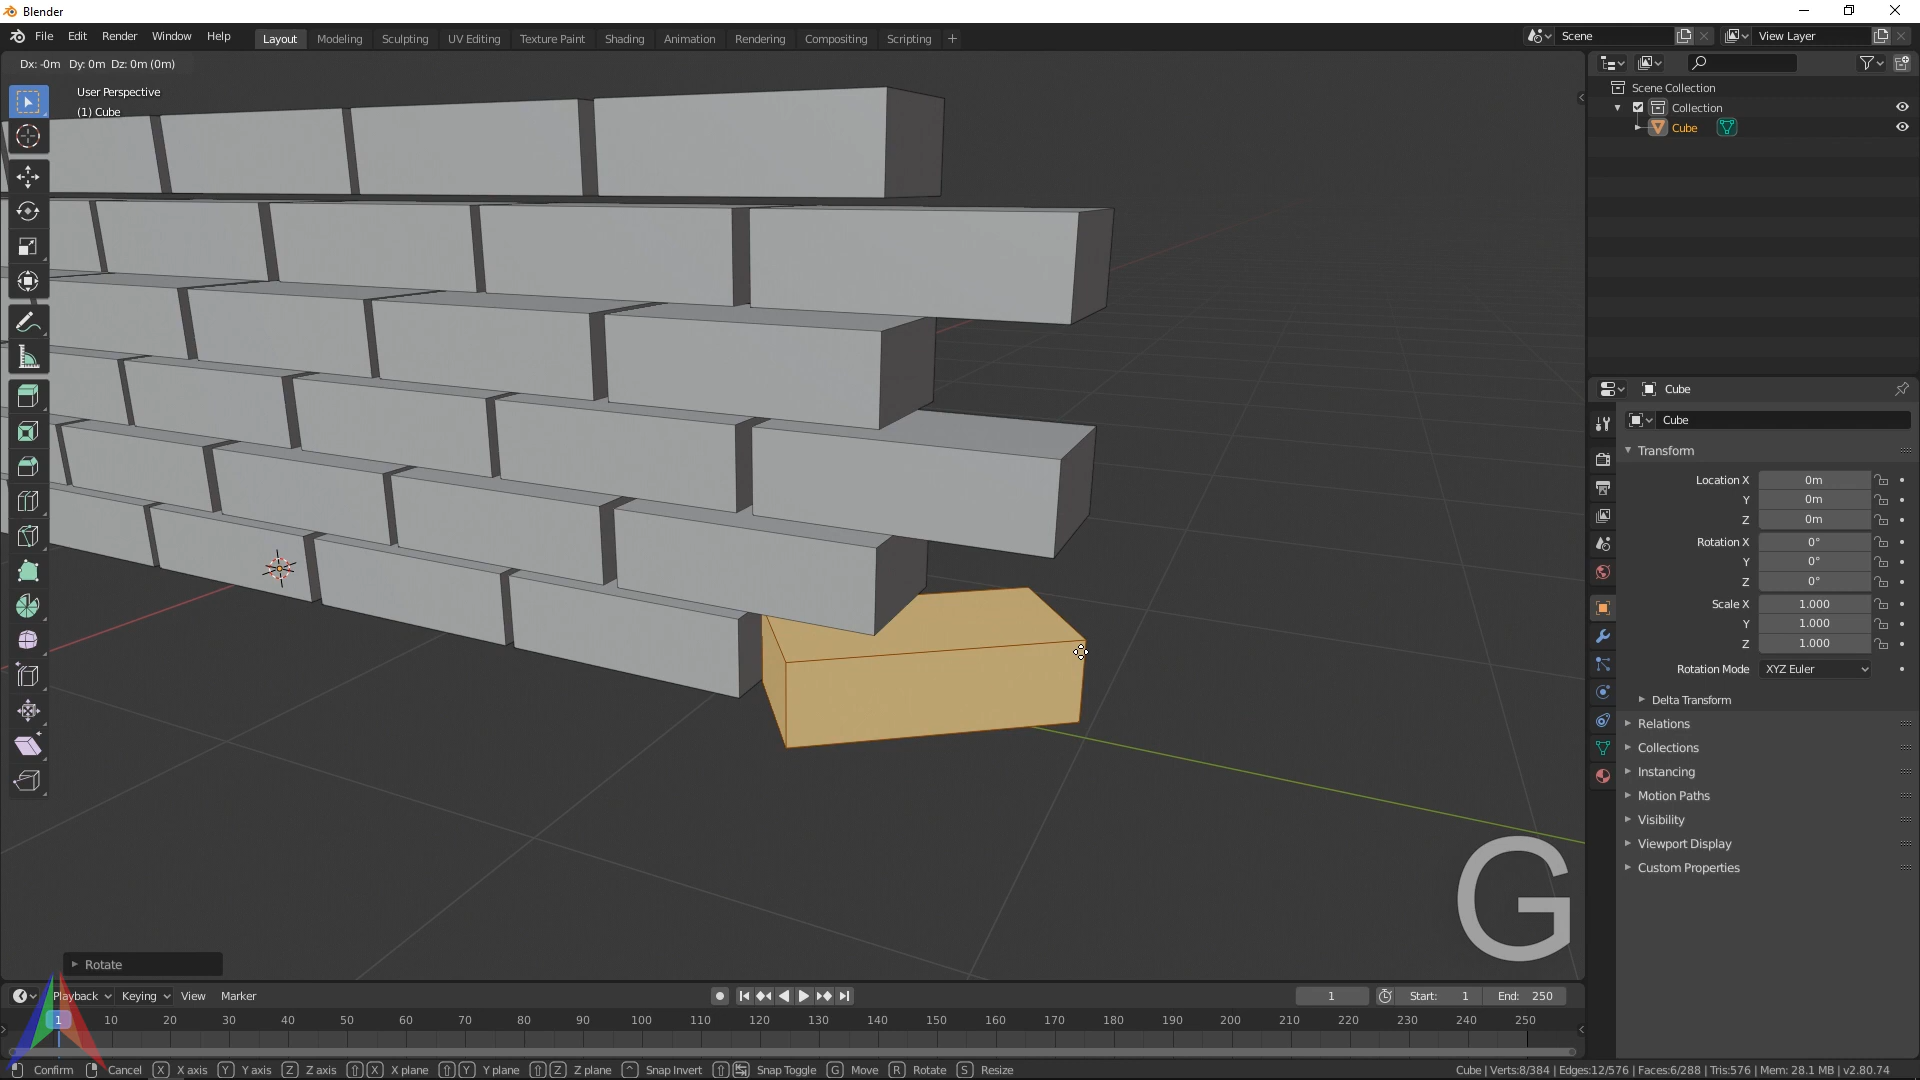 Blender
File Edit Render Window Help
Layout Modeling Sculpting UV Editing Texture Paint Shading Animation Rendering Compositing Scripting +
Scene
View Layer
Dx: -0m Dy: 0m Dz: 0m (0m)
User Perspective
(1) Cube
Scene Collection
Collection
Cube
Cube
Cube
Transform
Location X 0m
Y 0m
Z 0m
Rotation X 0°
Y 0°
Z 0°
Scale X 1.000
Y 1.000
Z 1.000
Rotation Mode XYZ Euler
Delta Transform
Relations
Collections
Instancing
Motion Paths
Visibility
Viewport Display
Custom Properties
G
Rotate
Playback Keying View Marker
1 Start: 1 End: 250
1 10 20 30 40 50 60 70 80 90 100 110 120 130 140 150 160 170 180 190 200 210 220 230 240 250
Confirm Cancel X X axis Y Y axis Z Z axis X X plane Y Y plane Z Z plane ^ Snap Invert Snap Toggle G Move R Rotate S Resize
Cube | Verts:8/384 | Edges:12/576 | Faces:6/288 | Tris:576 | Mem: 28.1 MB | v2.80.74